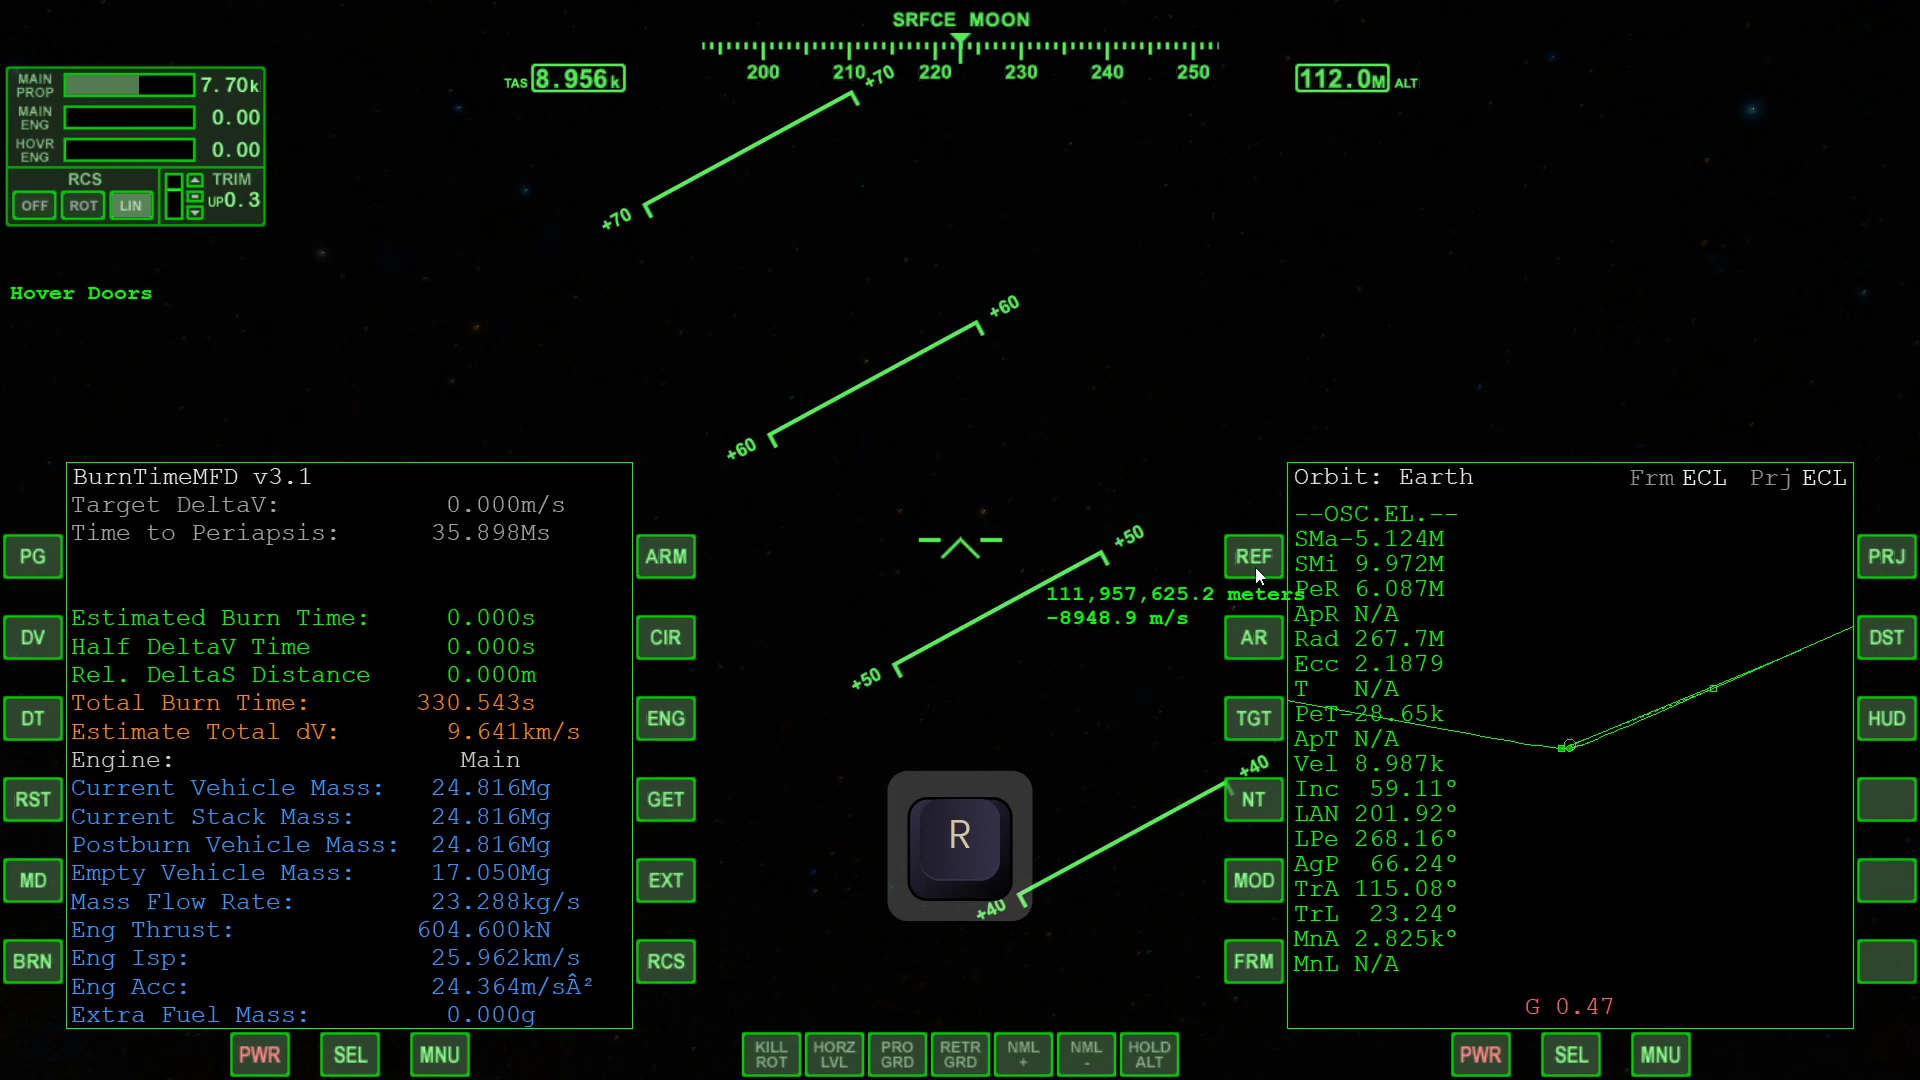 SRFCE MOON
200 210 220 230 240 250
TAS 8.956k
112.0M ALT
MAIN PROP 7.70k
MAIN ENG 0.00
HOVR ENG 0.00
RCS
OFF ROT LIN
TRIM
UP0.3
Hover Doors
+70 +70
+60 +60
+50 +50
+40 +40
111,957,625.2 meters
-8948.9 m/s
R
BurnTimeMFD v3.1
Target DeltaV: 0.000m/s
Time to Periapsis: 35.898Ms
Estimated Burn Time: 0.000s
Half DeltaV Time 0.000s
Rel. DeltaS Distance 0.000m
Total Burn Time: 330.543s
Estimate Total dV: 9.641km/s
Engine: Main
Current Vehicle Mass: 24.816Mg
Current Stack Mass: 24.816Mg
Postburn Vehicle Mass: 24.816Mg
Empty Vehicle Mass: 17.050Mg
Mass Flow Rate: 23.288kg/s
Eng Thrust: 604.600kN
Eng Isp: 25.962km/s
Eng Acc: 24.364m/sÂ²
Extra Fuel Mass: 0.000g
PG
DV
DT
RST
MD
BRN
ARM
CIR
ENG
GET
EXT
RCS
PWR SEL MNU
KILL ROT
HORZ LVL
PRO GRD
RETR GRD
NML +
NML -
HOLD ALT
Orbit: Earth Frm ECL Prj ECL
--OSC.EL.--
SMa-5.124M
SMi 9.972M
PeR 6.087M
ApR N/A
Rad 267.7M
Ecc 2.1879
T N/A
PeT-28.65k
ApT N/A
Vel 8.987k
Inc 59.11°
LAN 201.92°
LPe 268.16°
AgP 66.24°
TrA 115.08°
TrL 23.24°
MnA 2.825k°
MnL N/A
G 0.47
REF
AR
TGT
NT
MOD
FRM
PRJ
DST
HUD
PWR SEL MNU